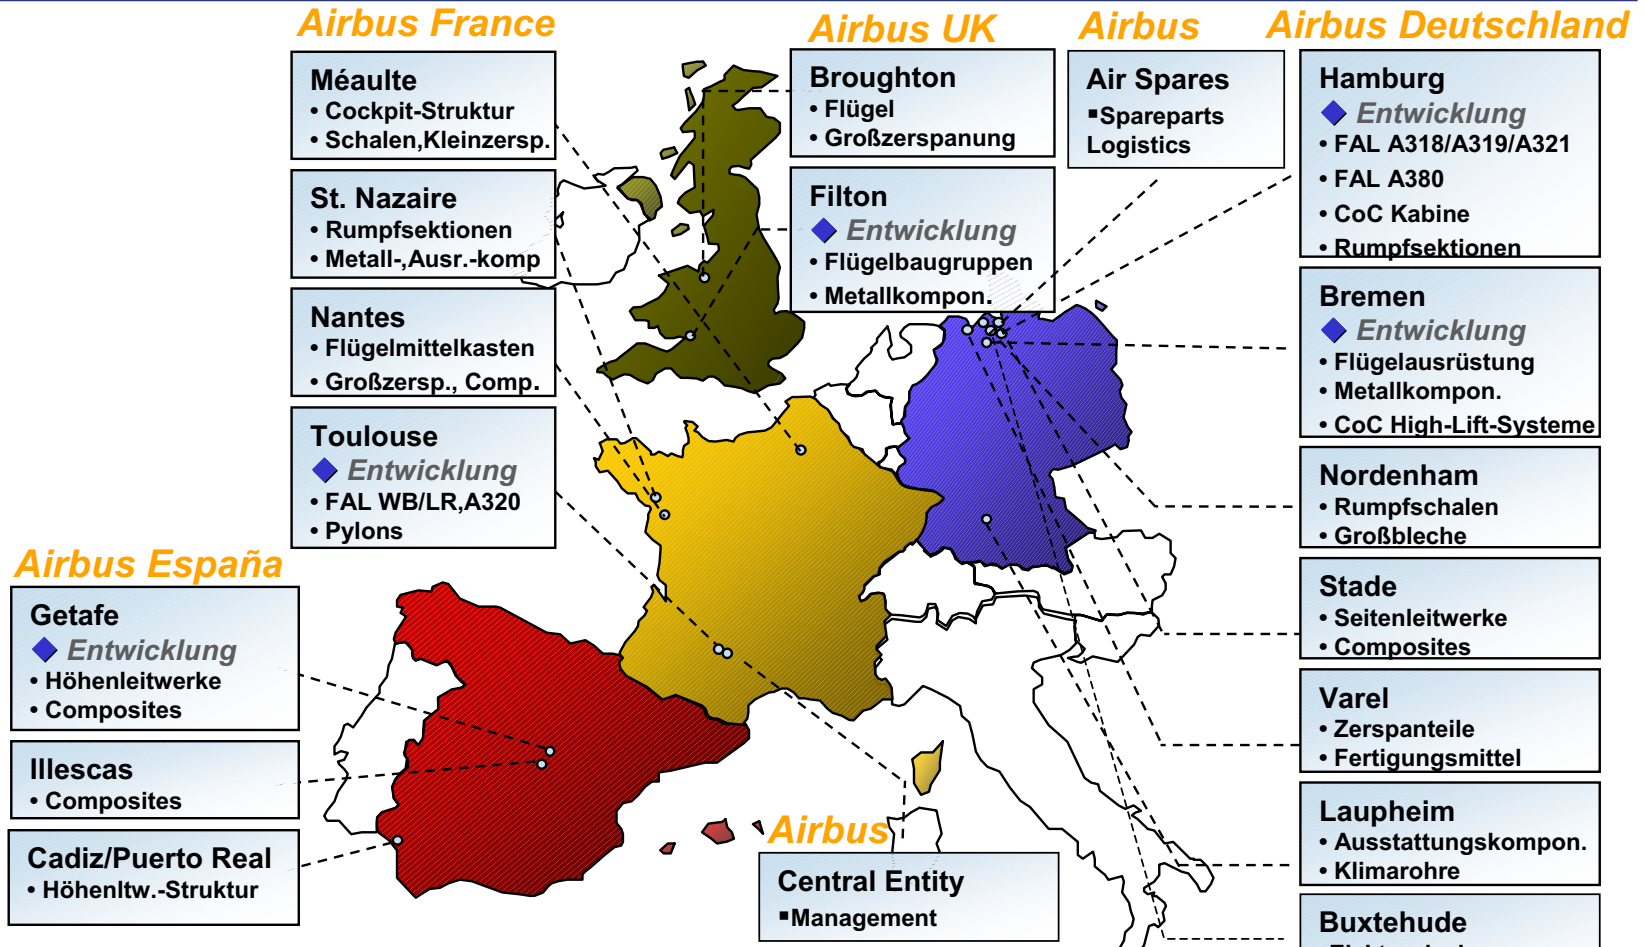 Airbus France
Méaulte
• Cockpit-Struktur
• Schalen,Kleinzersp.
St. Nazaire
• Rumpfsektionen
• Metall-,Ausr.-komp
Nantes
• Flügelmittelkasten
• Großzersp., Comp.
Toulouse
Entwicklung
• FAL WB/LR,A320
• Pylons
Airbus España
Getafe
Entwicklung
• Höhenleitwerke
• Composites
Illescas
• Composites
Cadiz/Puerto Real
• Höhenltw.-Struktur
Airbus UK
Broughton
• Flügel
• Großzerspanung
Filton
Entwicklung
• Flügelbaugruppen
• Metallkompon.
Airbus
Air Spares
▪Spareparts
Logistics
Airbus
Central Entity
▪Management
Airbus Deutschland
Hamburg
Entwicklung
• FAL A318/A319/A321
• FAL A380
• CoC Kabine
• Rumpfsektionen
Bremen
Entwicklung
• Flügelausrüstung
• Metallkompon.
• CoC High-Lift-Systeme
Nordenham
• Rumpfschalen
• Großbleche
Stade
• Seitenleitwerke
• Composites
Varel
• Zerspanteile
• Fertigungsmittel
Laupheim
• Ausstattungskompon.
• Klimarohre
Buxtehude